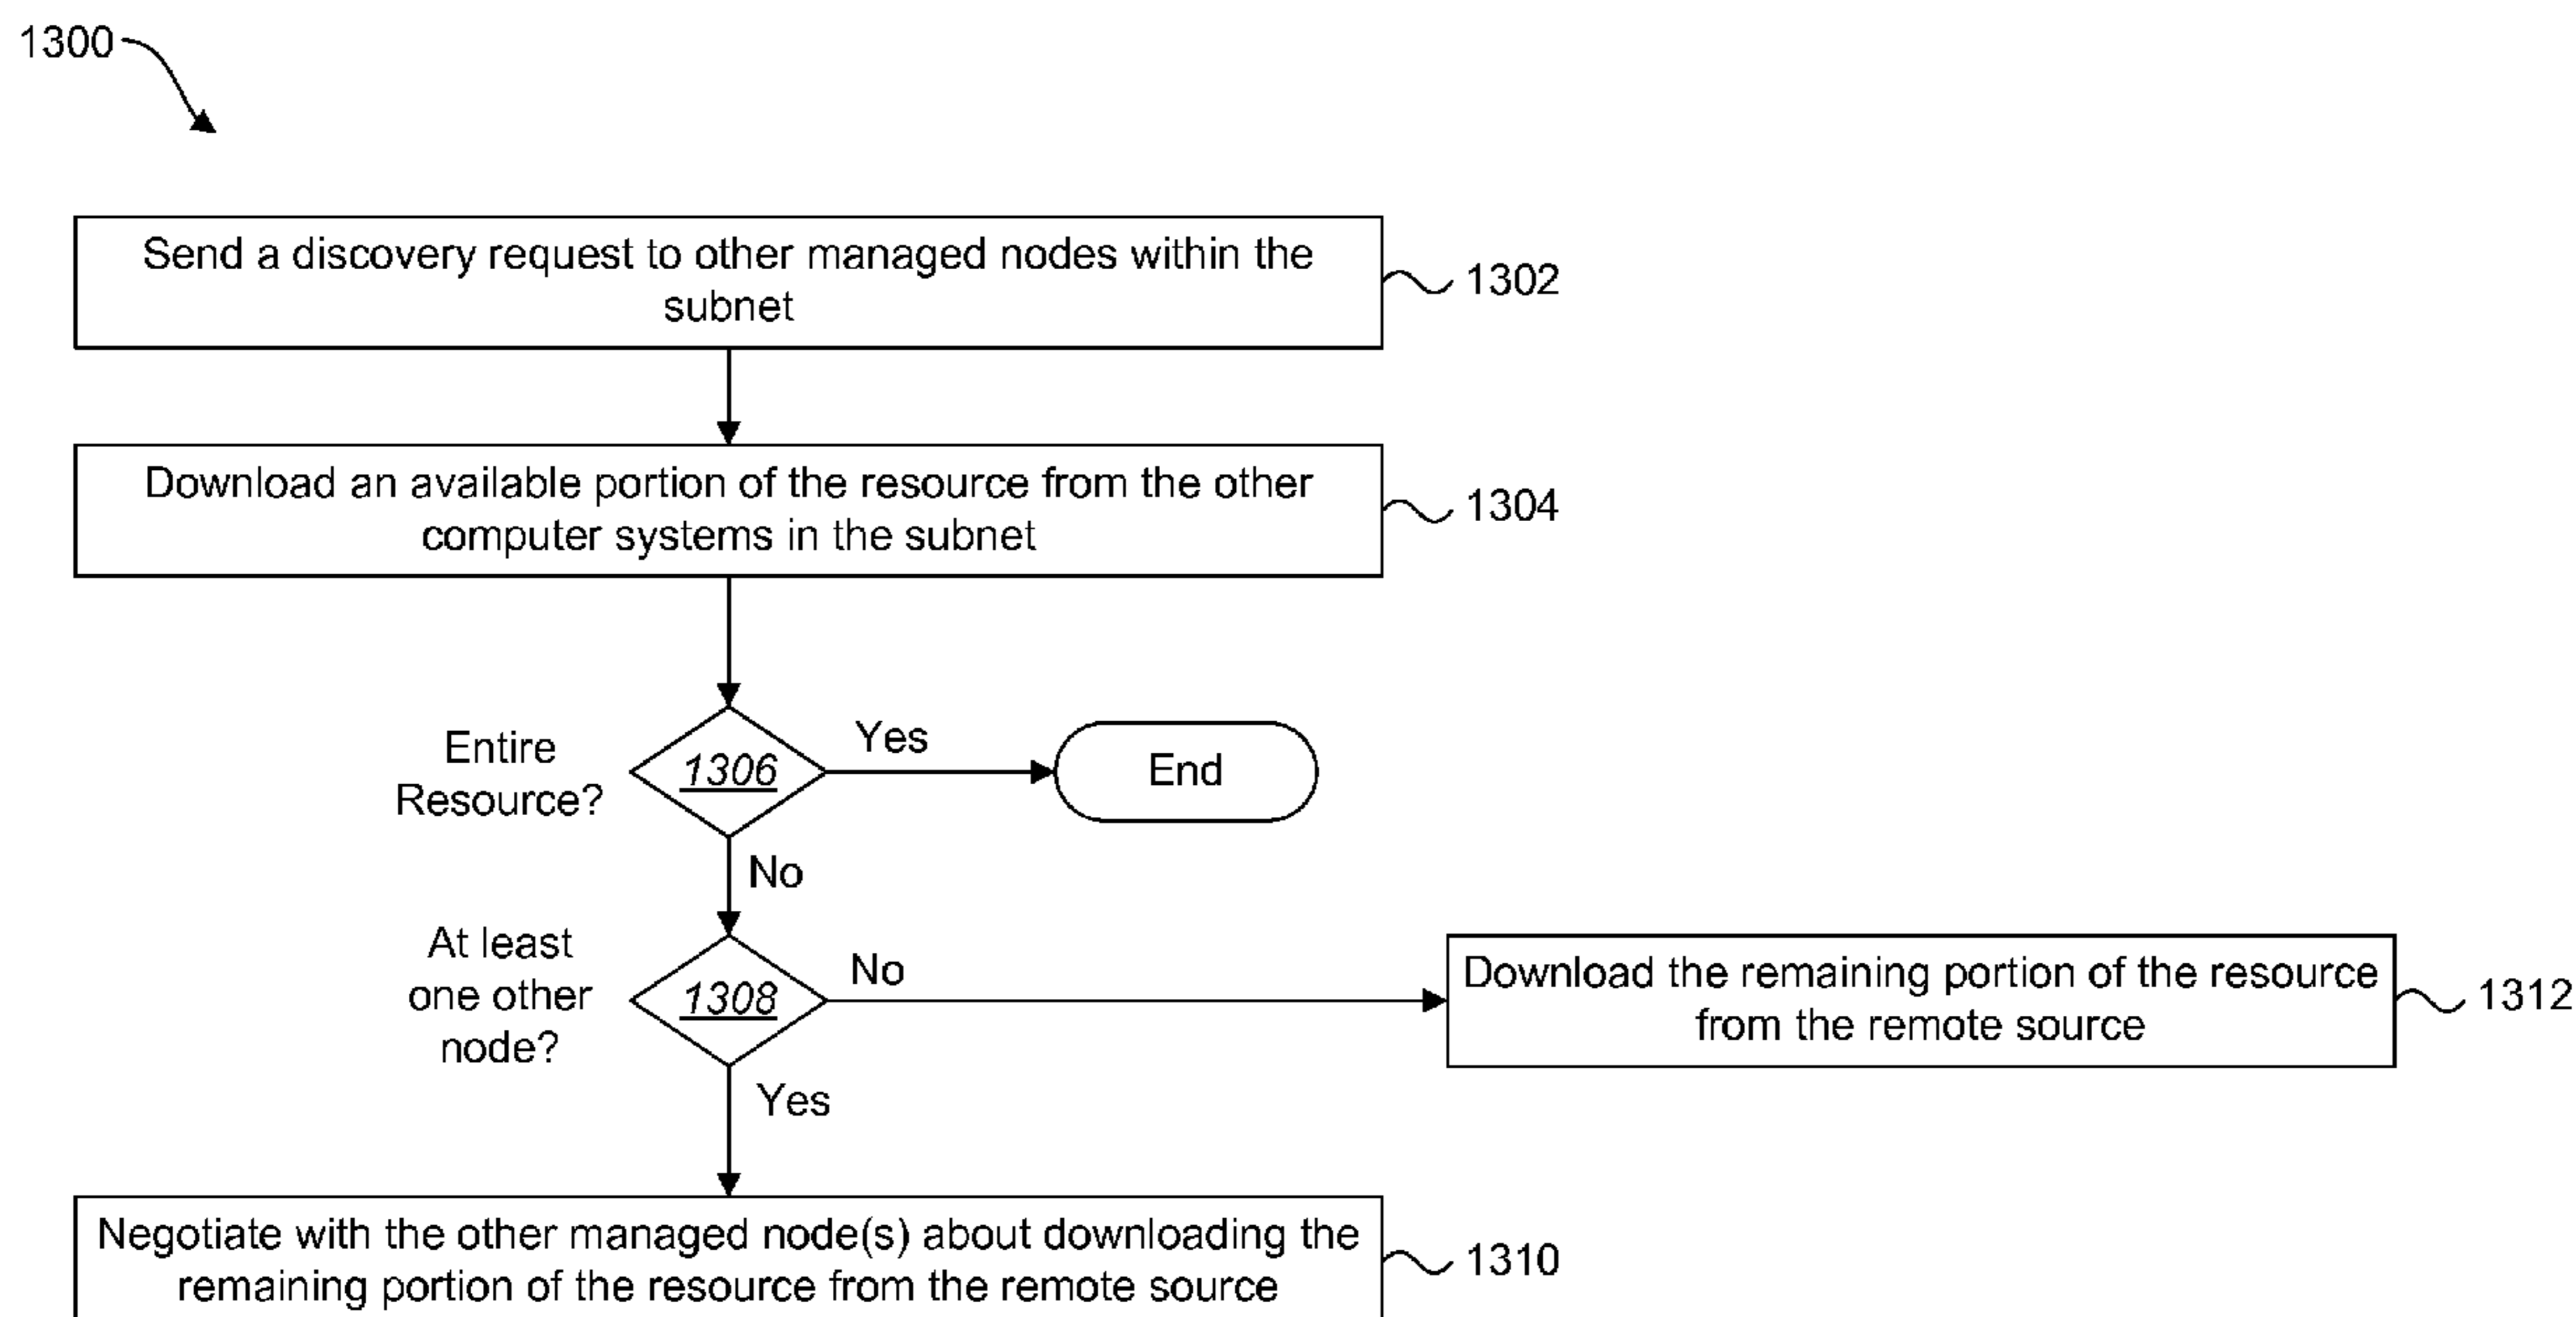 1300
Send a discovery request to other managed nodes within the
subnet
1302
Download an available portion of the resource from the other
computer systems in the subnet
1304
Entire
Resource?
1306
Yes
End
No
At least
one other
node?
1308
No
Download the remaining portion of the resource
from the remote source
1312
Yes
Negotiate with the other managed node(s) about downloading the
remaining portion of the resource from the remote source
1310